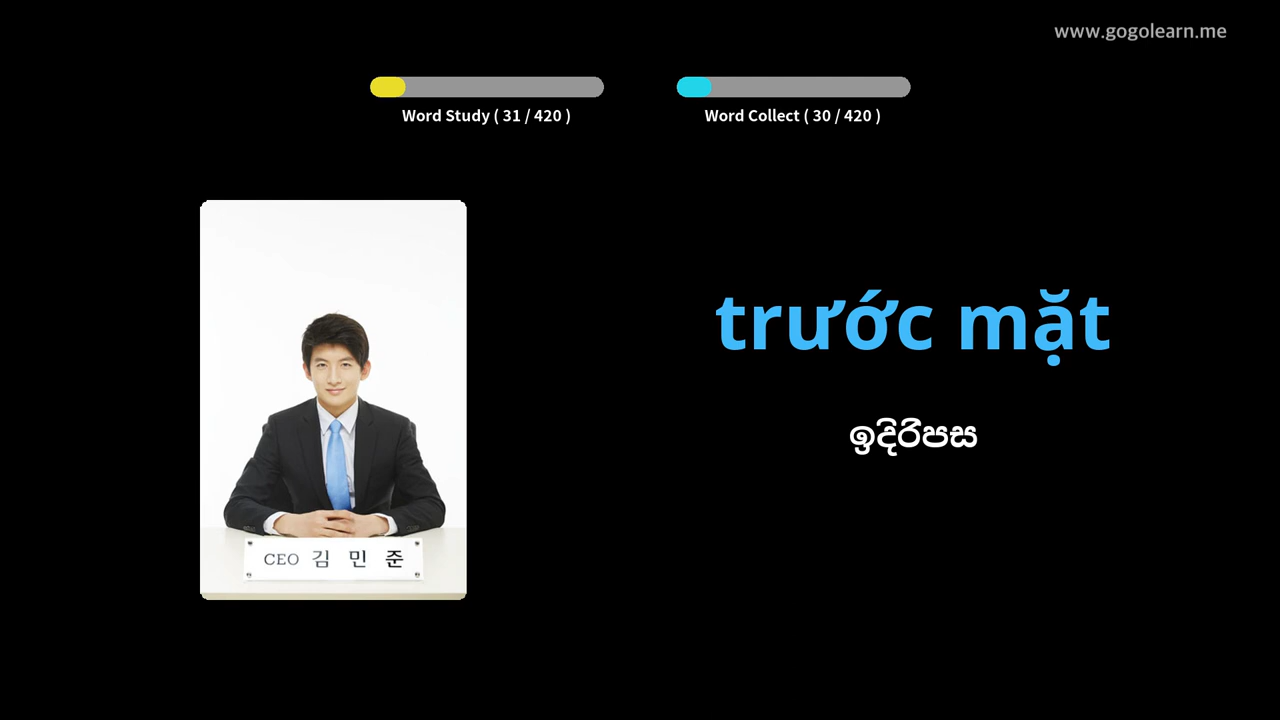 www.gogolearn.me
Word Study ( 31 / 420 )
Word Collect ( 30 / 420 )
trước mặt
ඉදිරිපස
CEO 김 민 준